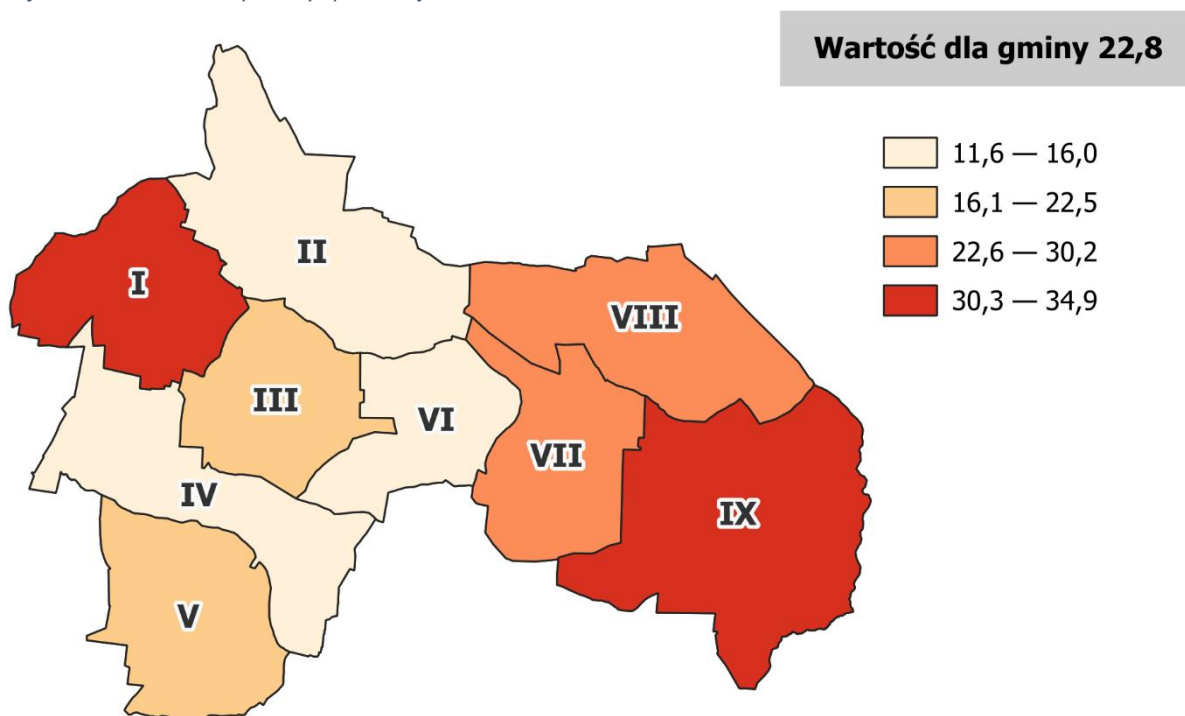 Wartość dla gminy 22,8
11,6 — 16,0
16,1 — 22,5
22,6 — 30,2
30,3 — 34,9
II
I
VIII
III
VI
VII
IV
IX
V